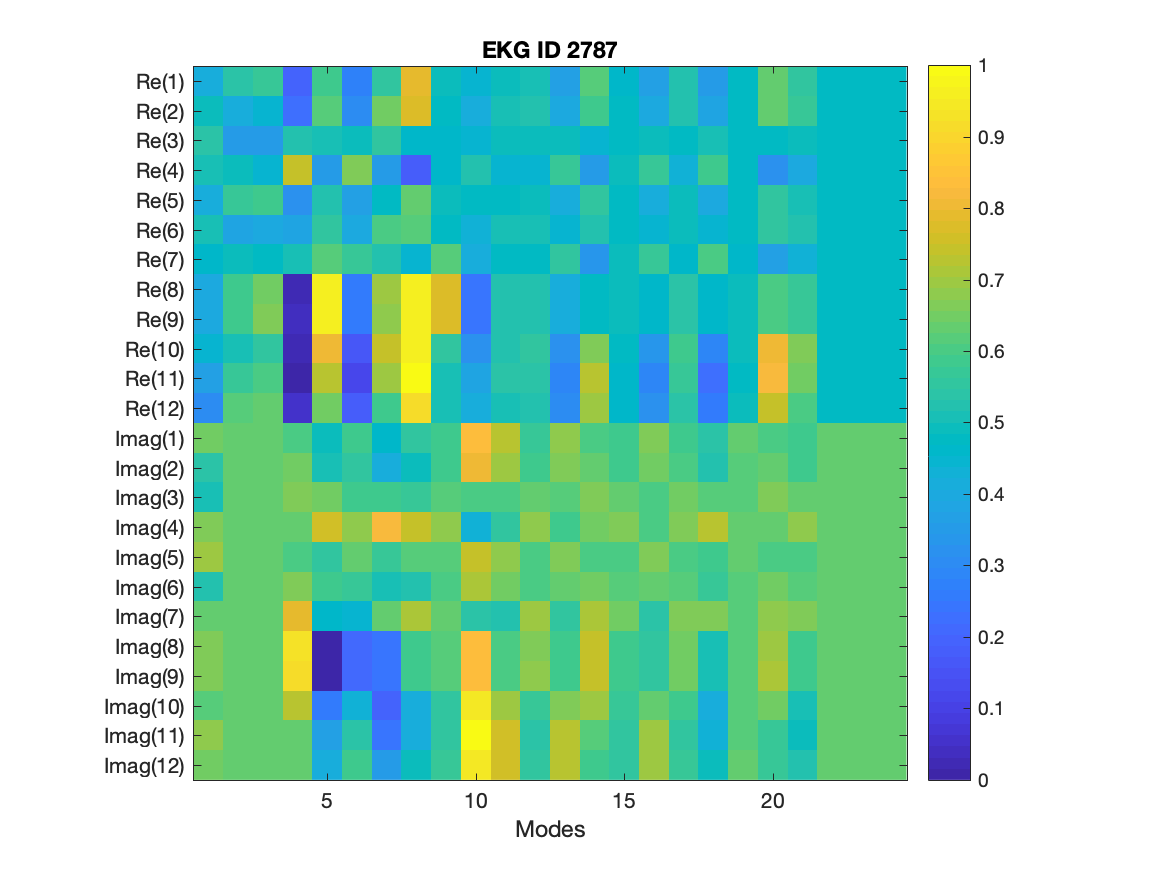 EKG ID 2787
Re(1)
Re(2)
Re(3)
Re(4)
Re(5)
Re(6)
Re(7)
Re(8)
Re(9)
Re(10)
Re(11)
Re(12)
Imag(1)
Imag(2)
Imag(3)
Imag(4)
Imag(5)
Imag(6)
Imag(7)
Imag(8)
Imag(9)
Imag(10)
Imag(11)
Imag(12)
5 10 15 20
Modes
1
0.9
0.8
0.7
0.6
0.5
0.4
0.3
0.2
0.1
0